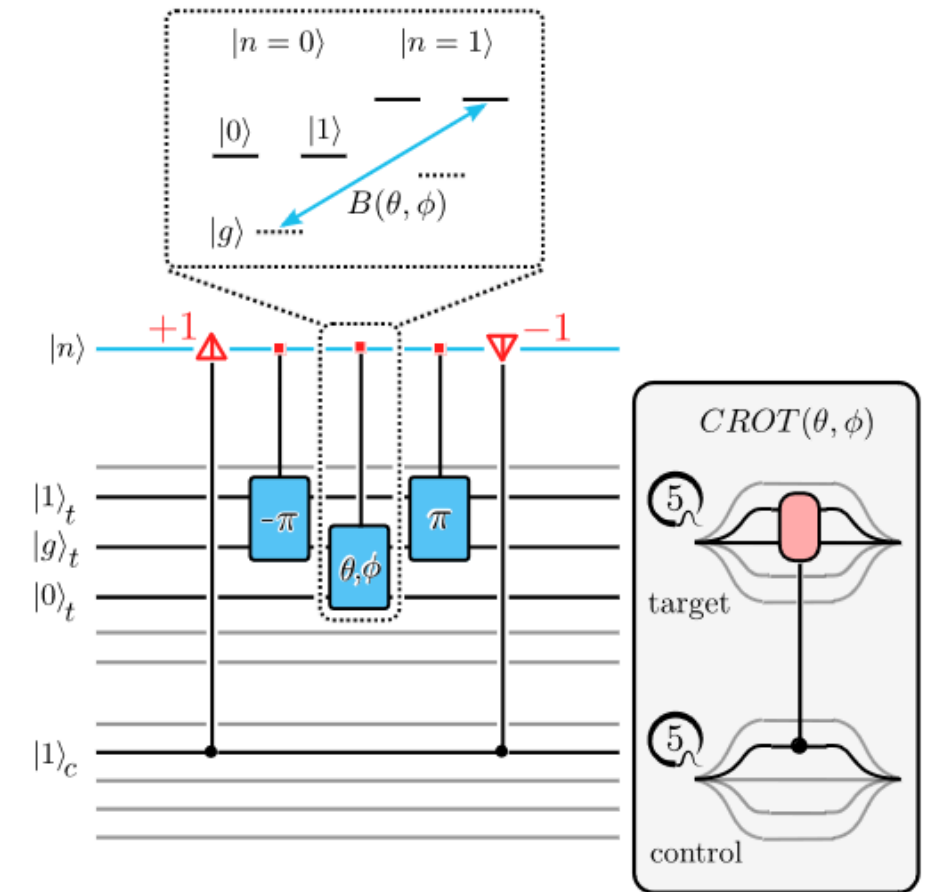 |n = 0⟩ |n = 1⟩
|0⟩ |1⟩
B(θ, ϕ)
|g⟩
+1 −1
|n⟩
CROT(θ, ϕ)
|1⟩t
-π π
5
|g⟩t
θ,ϕ
|0⟩t
target
5
|1⟩c
control